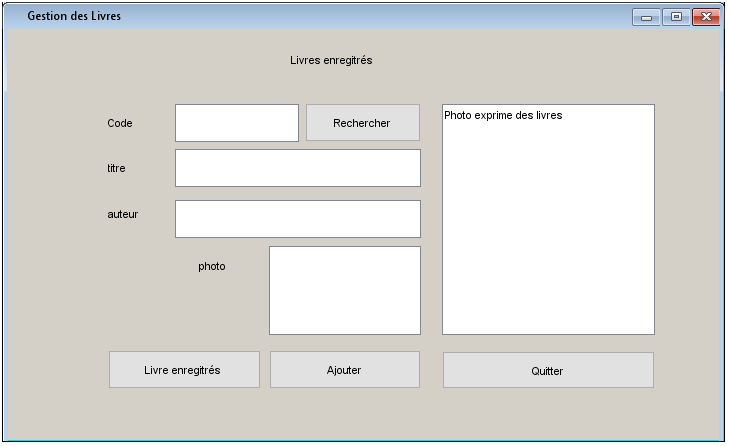 Gestion des Livres
Livres enregitrés
Code
Rechercher
Photo exprime des livres
titre
auteur
photo
Livre enregitrés
Ajouter
Quitter